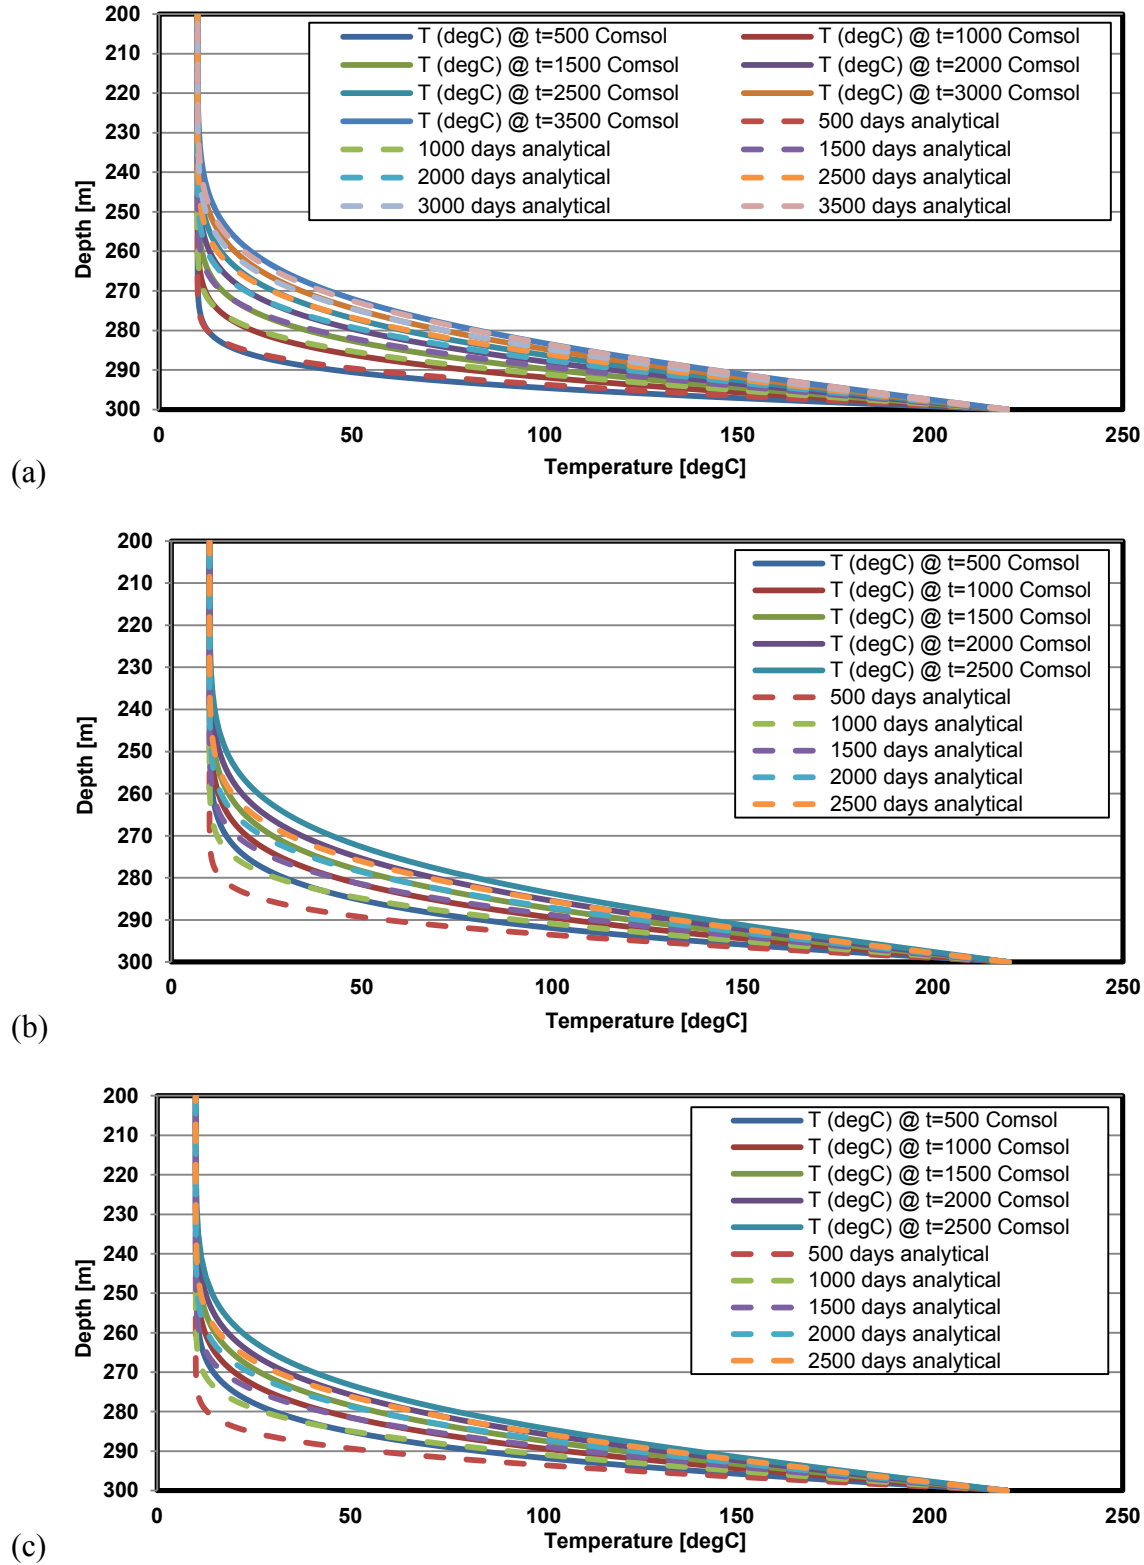 200
210
220
230
240
250
260
270
280
290
300
Depth [m]
T (degC) @ t=500 Comsol T (degC) @ t=1000 Comsol
T (degC) @ t=1500 Comsol T (degC) @ t=2000 Comsol
T (degC) @ t=2500 Comsol T (degC) @ t=3000 Comsol
T (degC) @ t=3500 Comsol 500 days analytical
1000 days analytical 1500 days analytical
2000 days analytical 2500 days analytical
3000 days analytical 3500 days analytical
0 50 100 150 200 250
Temperature [degC]
(a)
200
210
220
230
240
250
260
270
280
290
300
Depth [m]
T (degC) @ t=500 Comsol
T (degC) @ t=1000 Comsol
T (degC) @ t=1500 Comsol
T (degC) @ t=2000 Comsol
T (degC) @ t=2500 Comsol
500 days analytical
1000 days analytical
1500 days analytical
2000 days analytical
2500 days analytical
0 50 100 150 200 250
Temperature [degC]
(b)
200
210
220
230
240
250
260
270
280
290
300
Depth [m]
T (degC) @ t=500 Comsol
T (degC) @ t=1000 Comsol
T (degC) @ t=1500 Comsol
T (degC) @ t=2000 Comsol
T (degC) @ t=2500 Comsol
500 days analytical
1000 days analytical
1500 days analytical
2000 days analytical
2500 days analytical
0 50 100 150 200 250
Temperature [degC]
(c)